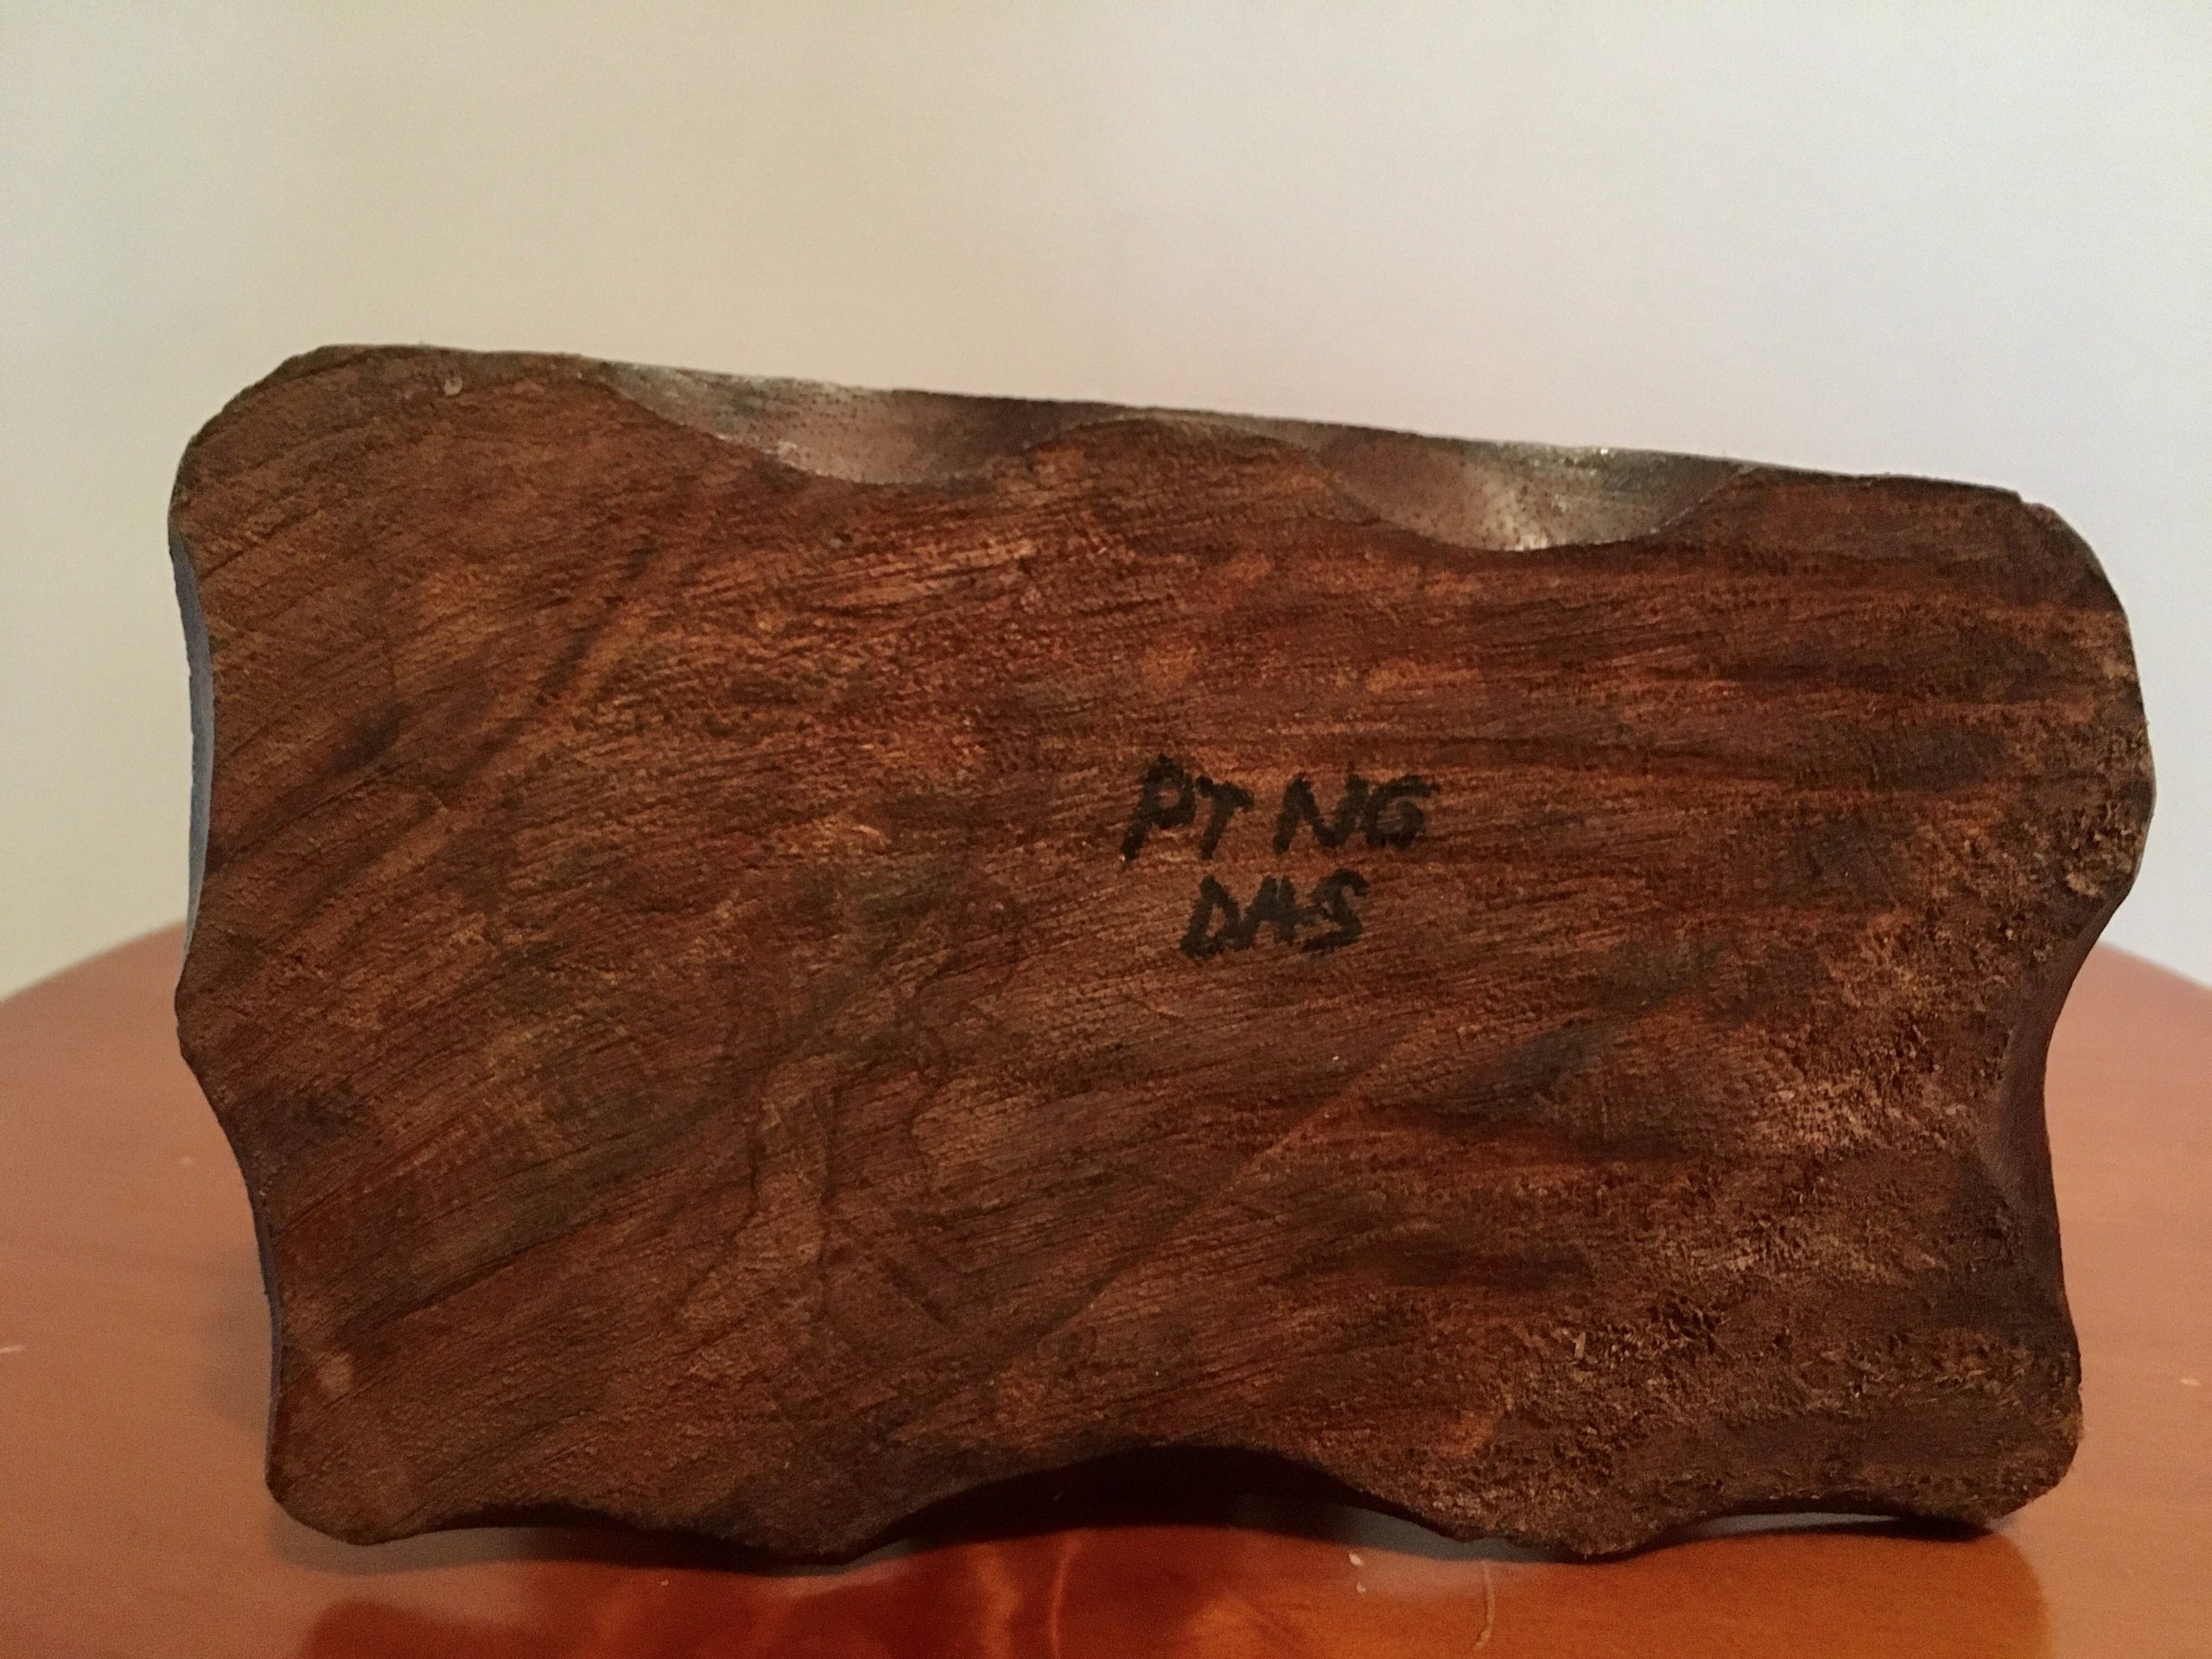 PT NG
DAS